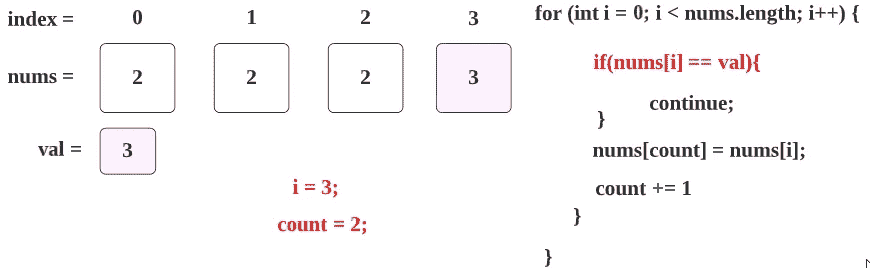 index = 0 1 2 3
nums = 2 2 2 3
val = 3
i = 3;
count = 2;
for (int i = 0; i < nums.length; i++) {
if(nums[i] == val){
continue;
}
nums[count] = nums[i];
count += 1
}
}